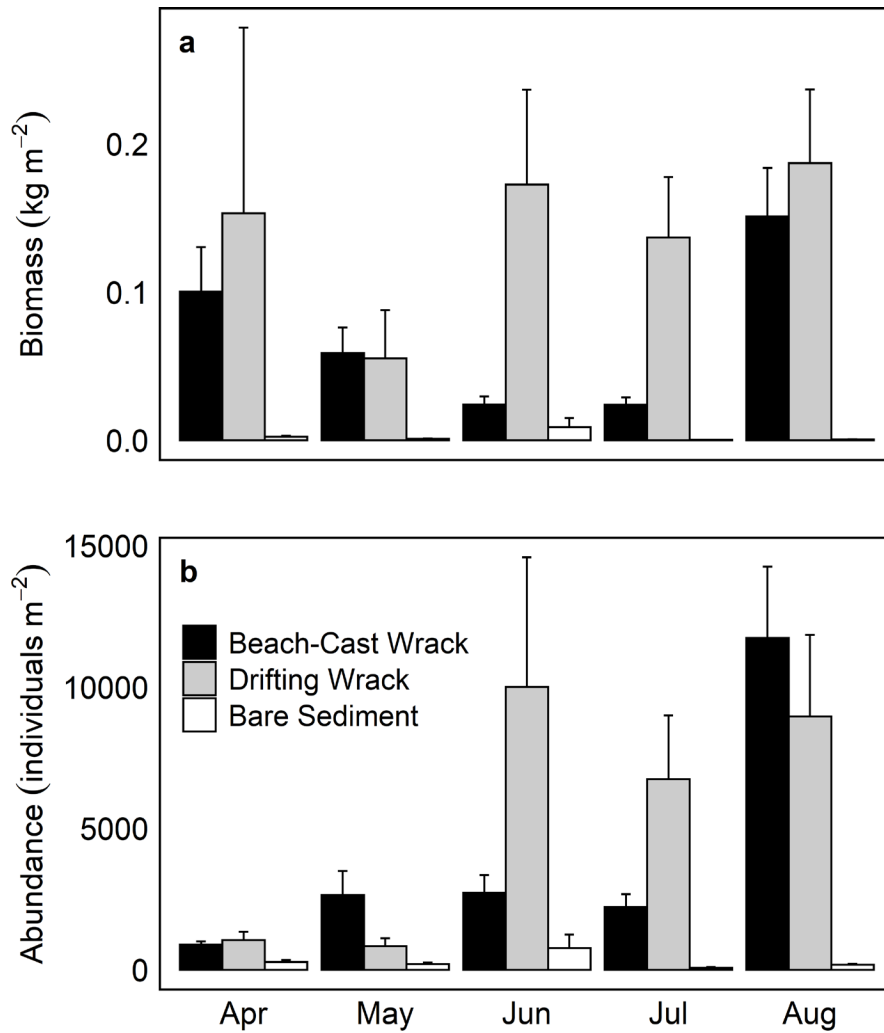 a
Biomass (kg m⁻²)
0.2
0.1
0.0
b
Abundance (individuals m⁻²)
15000
10000
5000
0
Beach-Cast Wrack
Drifting Wrack
Bare Sediment
Apr May Jun Jul Aug